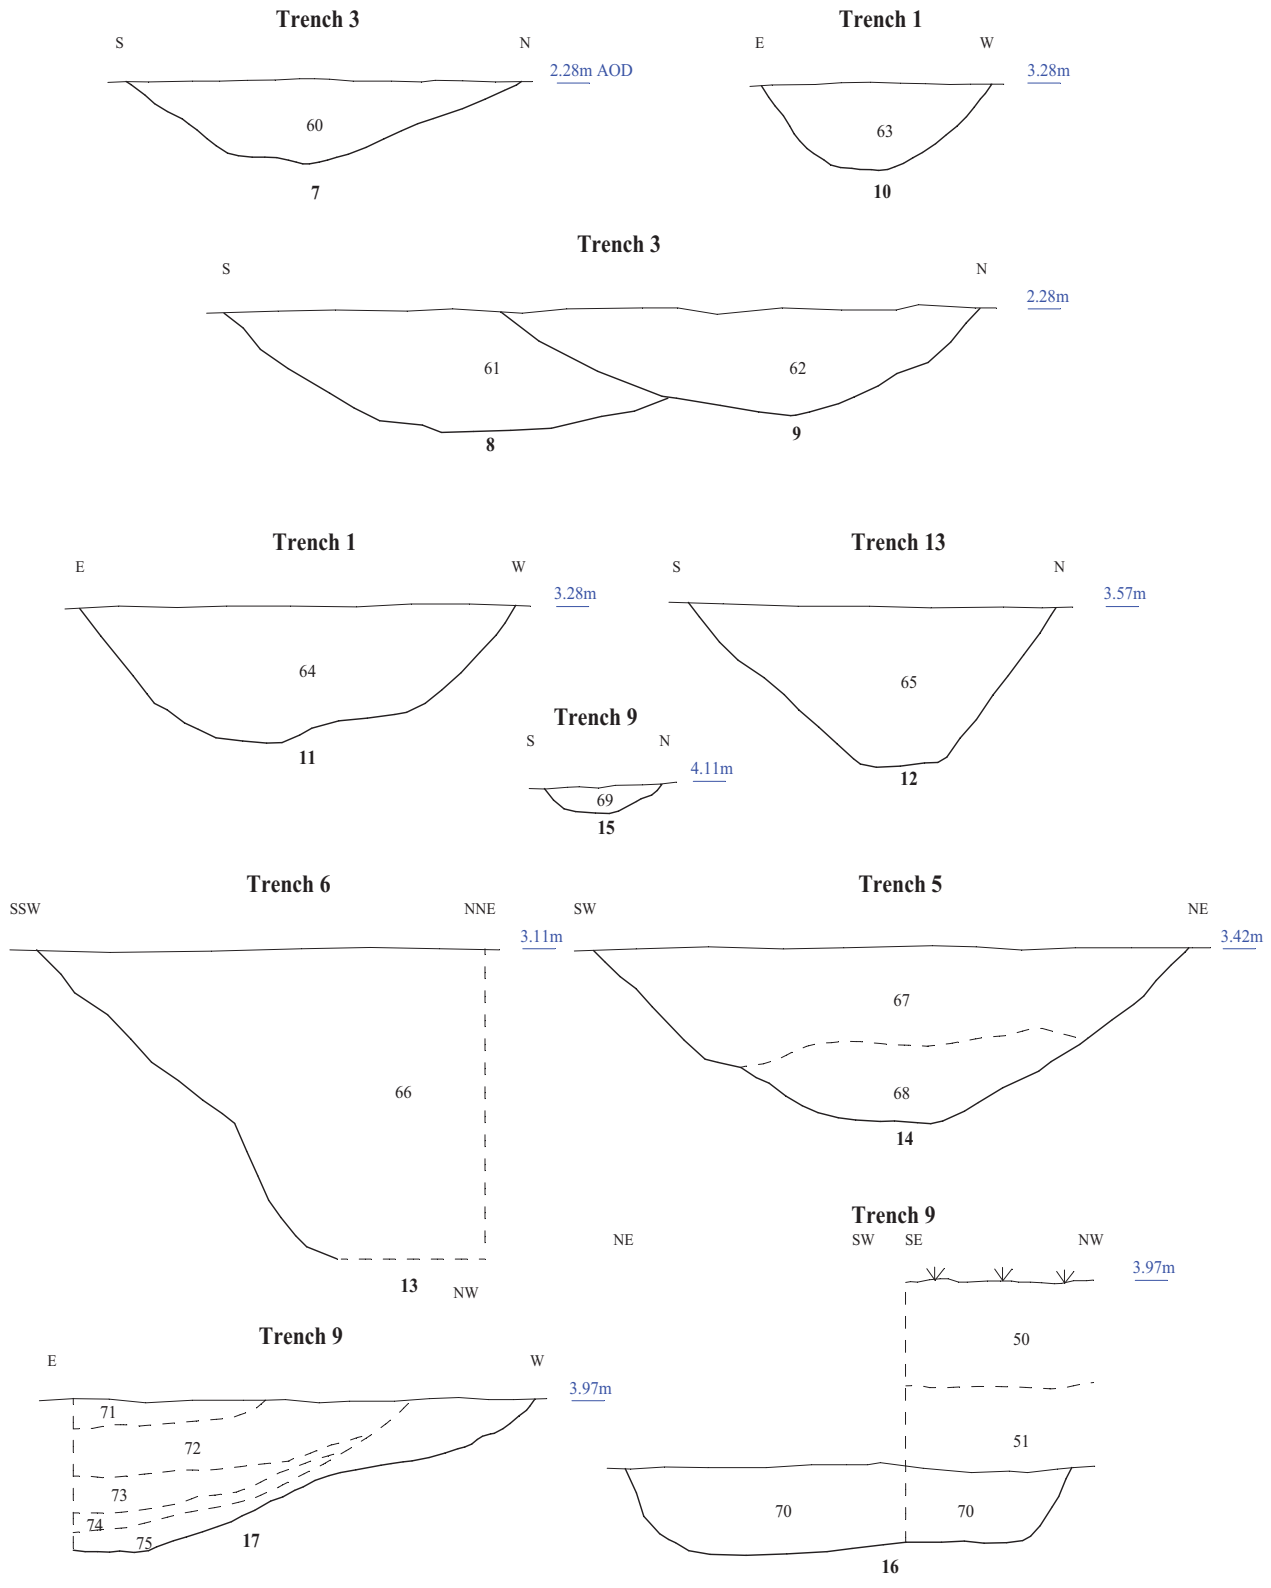 Trench 3
S
N
2.28m AOD
60
7
Trench 1
E
W
3.28m
63
10
Trench 3
S
N
2.28m
61
62
8
9
Trench 1
E
W
3.28m
64
11
Trench 13
S
N
3.57m
65
12
Trench 9
S
N
4.11m
69
15
Trench 6
SSW
NNE
3.11m
66
13
NW
Trench 5
SW
NE
3.42m
67
68
14
Trench 9
E
W
3.97m
71
72
73
74
75
17
Trench 9
NE
SW
SE
NW
3.97m
50
51
70
70
16